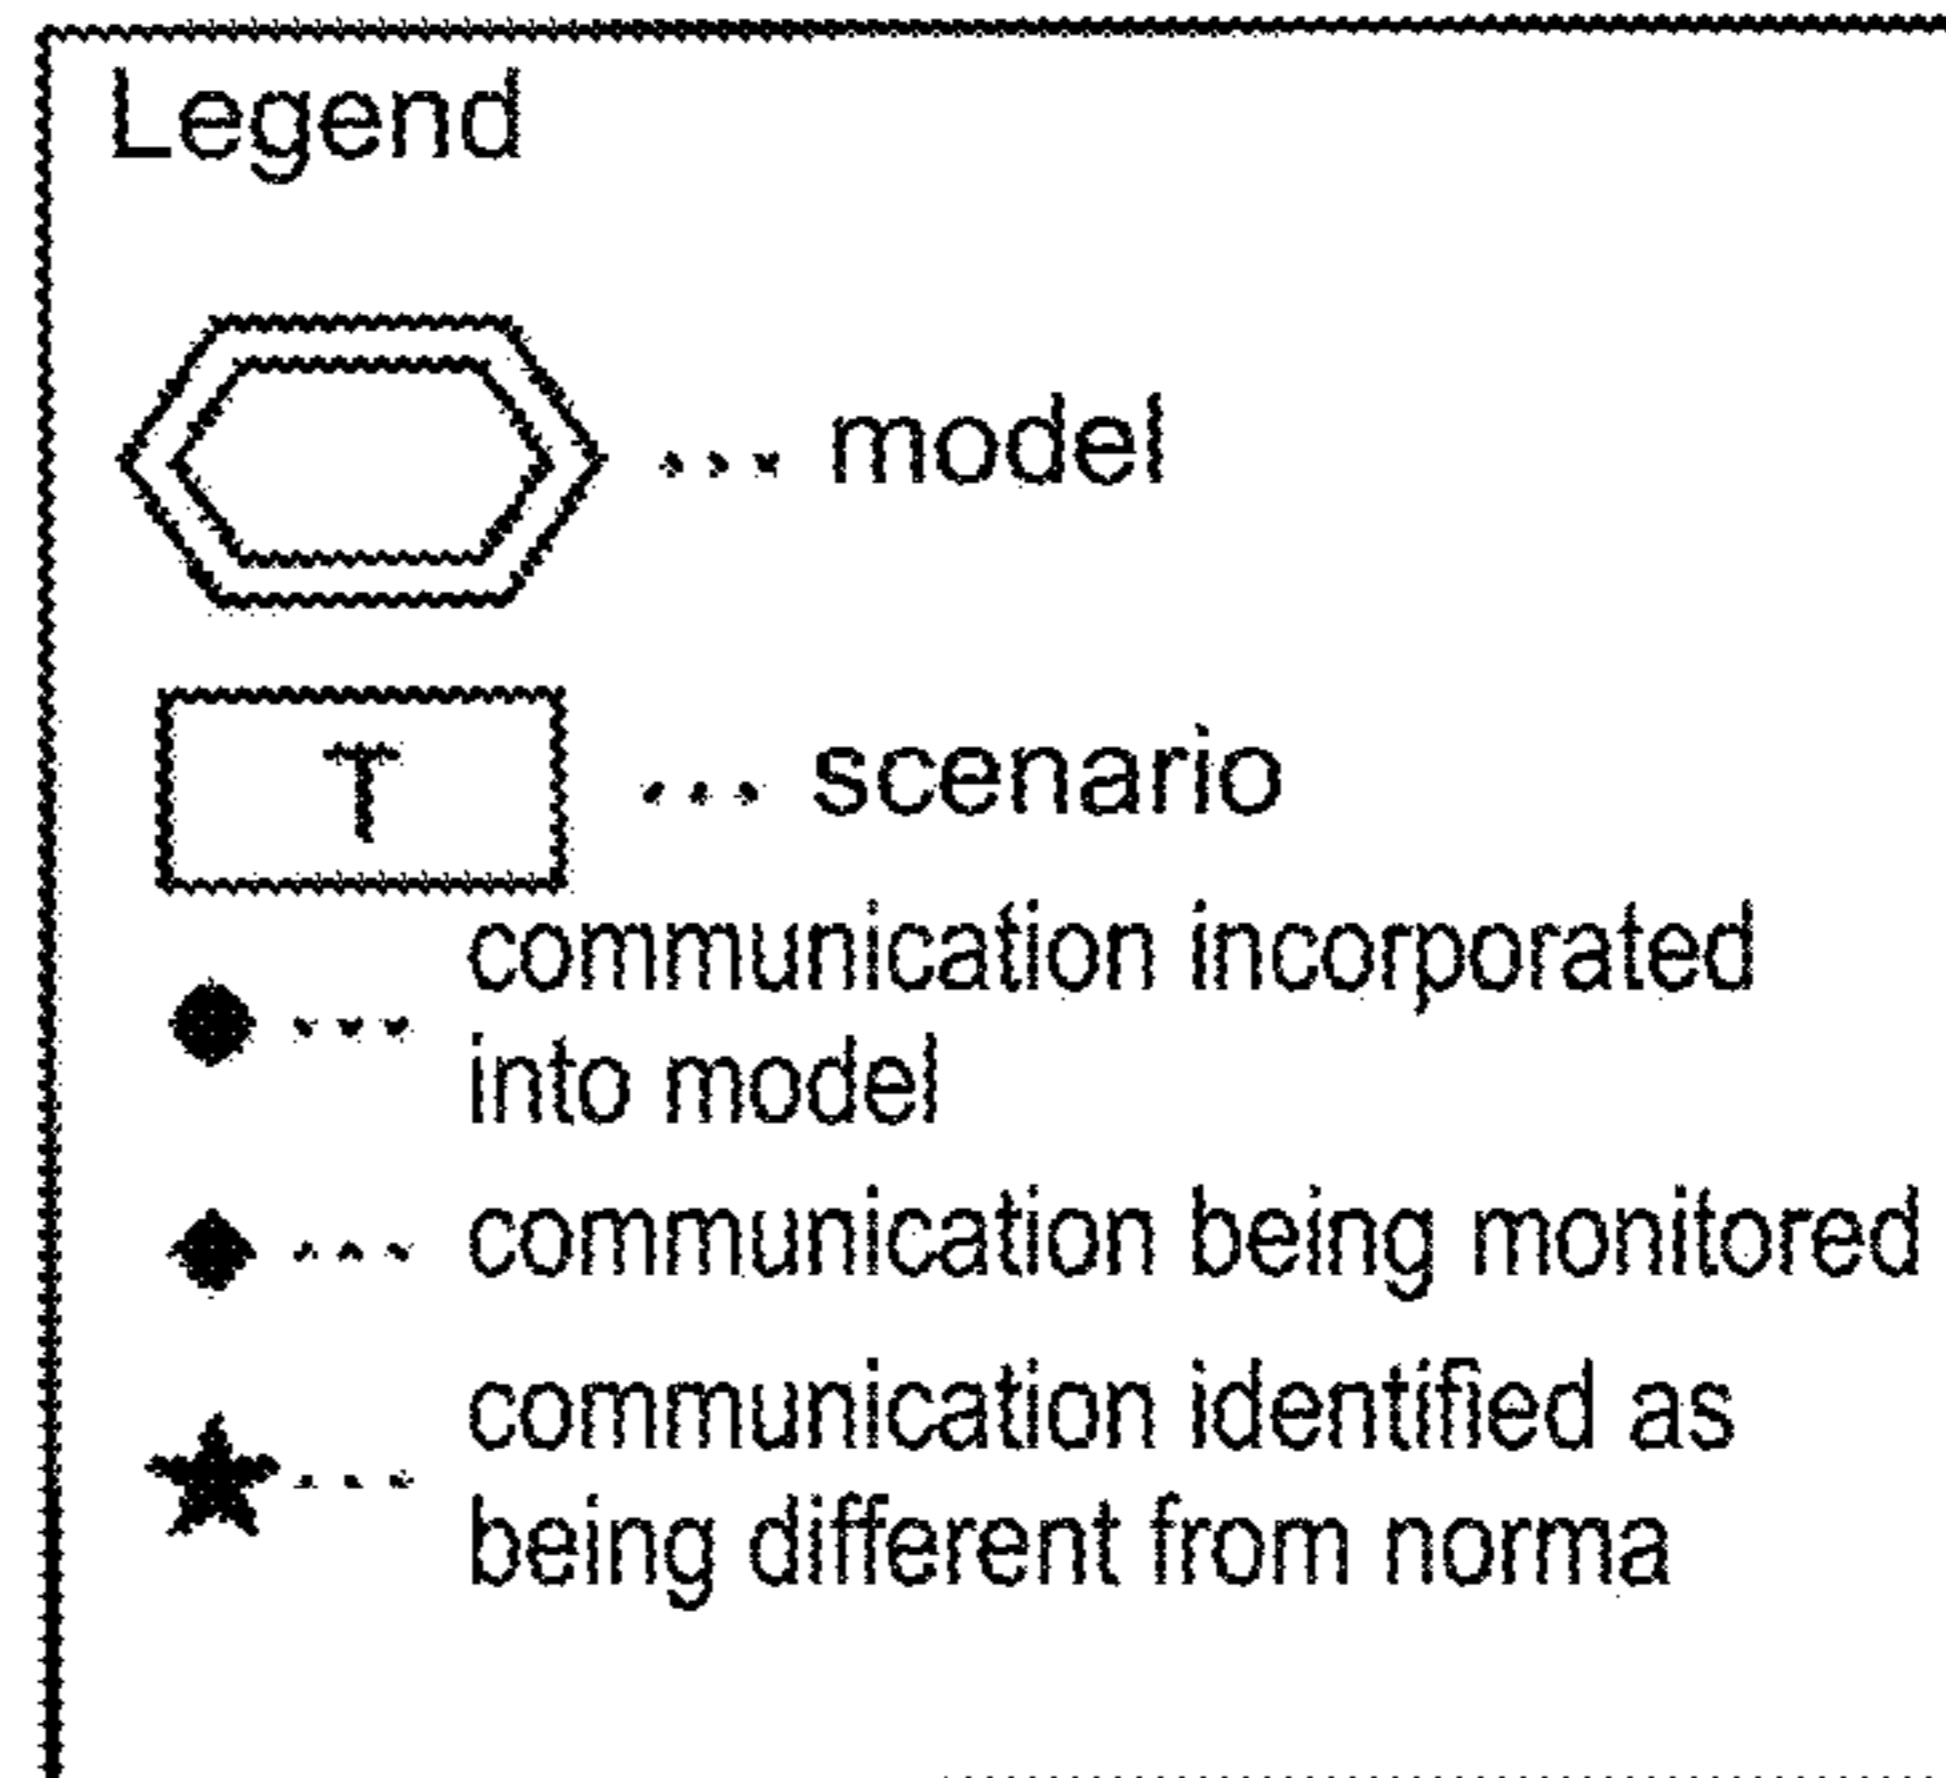 Legend
... model
T ... scenario
communication incorporated
... into model
... communication being monitored
communication identified as
... being different from norma